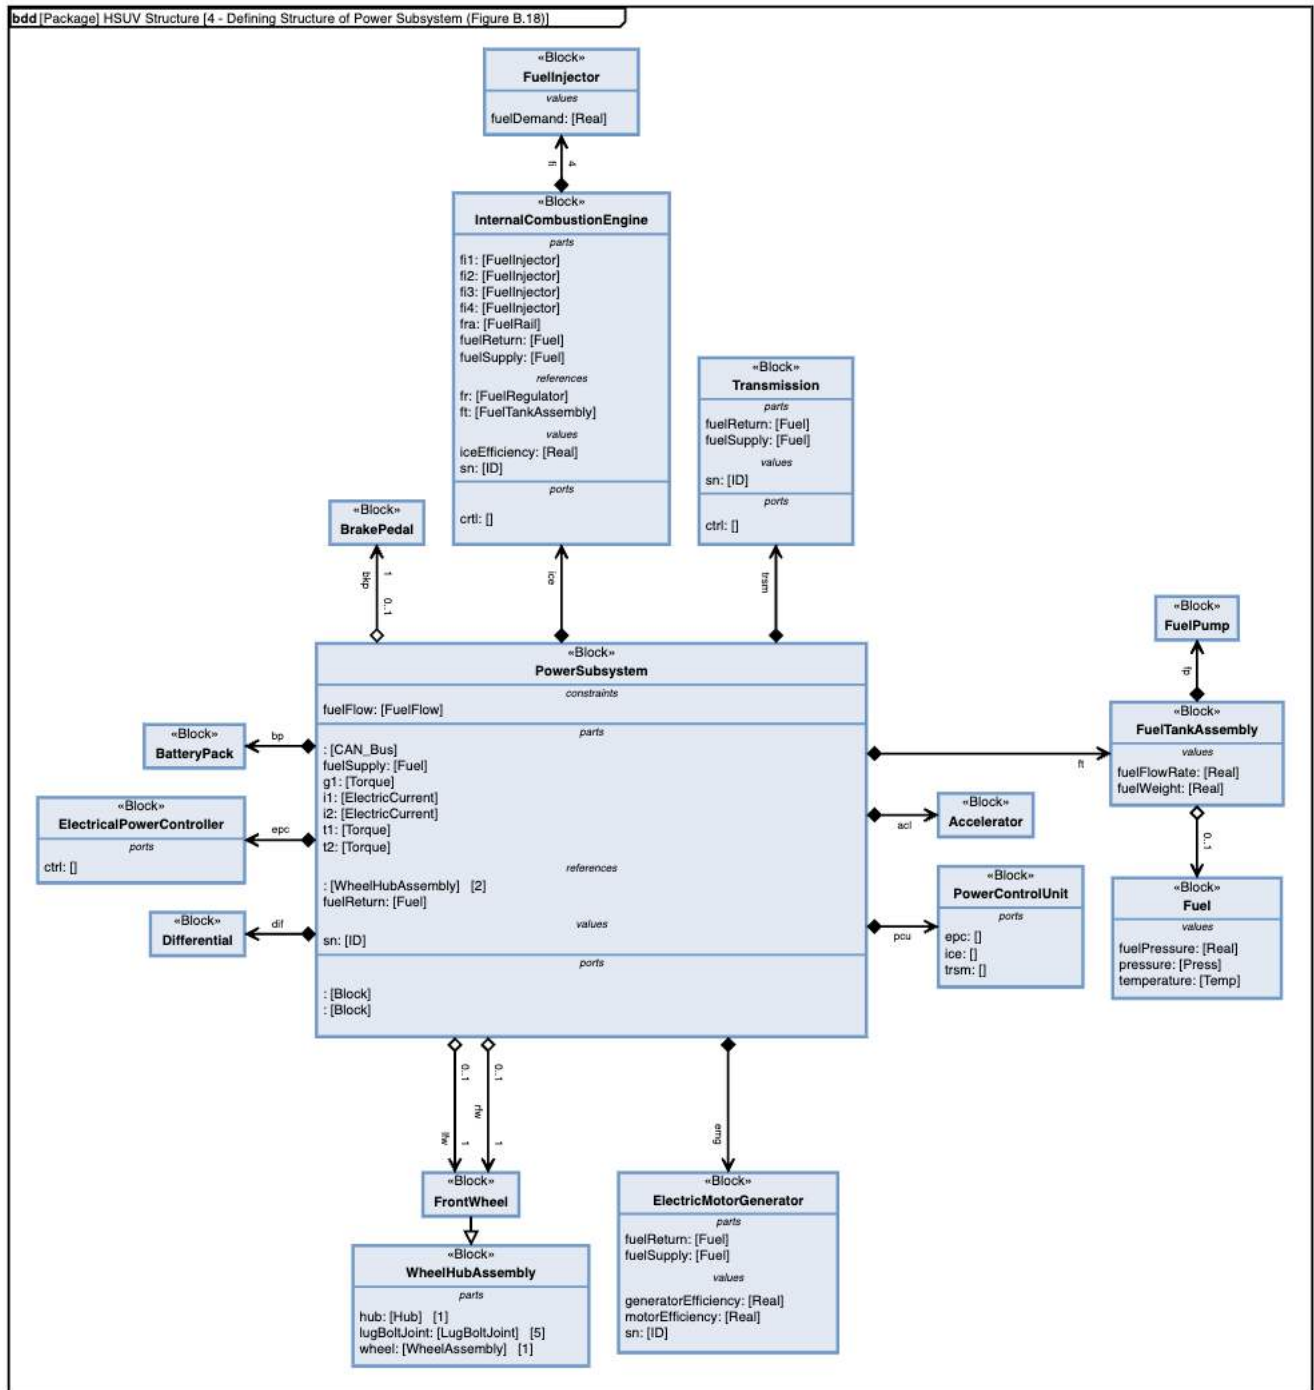 bdd [Package] HSUV Structure [4 - Defining Structure of Power Subsystem (Figure B.18)]
«Block»
FuelInjector
values
fuelDemand: [Real]
fi
4
«Block»
InternalCombustionEngine
parts
fi1: [FuelInjector]
fi2: [FuelInjector]
fi3: [FuelInjector]
fi4: [FuelInjector]
fra: [FuelRail]
fuelReturn: [Fuel]
fuelSupply: [Fuel]
references
fr: [FuelRegulator]
ft: [FuelTankAssembly]
values
iceEfficiency: [Real]
sn: [ID]
ports
crtl: []
«Block»
Transmission
parts
fuelReturn: [Fuel]
fuelSupply: [Fuel]
values
sn: [ID]
ports
ctrl: []
«Block»
BrakePedal
bkp
1
0..1
ice
trsm
«Block»
FuelPump
fp
«Block»
PowerSubsystem
constraints
fuelFlow: [FuelFlow]
parts
: [CAN_Bus]
fuelSupply: [Fuel]
g1: [Torque]
i1: [ElectricCurrent]
i2: [ElectricCurrent]
t1: [Torque]
t2: [Torque]
references
: [WheelHubAssembly] [2]
fuelReturn: [Fuel]
values
sn: [ID]
ports
: [Block]
: [Block]
«Block»
BatteryPack
bp
«Block»
ElectricalPowerController
ports
ctrl: []
epc
«Block»
Differential
dif
«Block»
FuelTankAssembly
values
fuelFlowRate: [Real]
fuelWeight: [Real]
ft
«Block»
Accelerator
acl
0..1
«Block»
PowerControlUnit
ports
epc: []
ice: []
trsm: []
pcu
«Block»
Fuel
values
fuelPressure: [Real]
pressure: [Press]
temperature: [Temp]
0..1
lfw
1
0..1
rfw
1
emg
«Block»
FrontWheel
«Block»
WheelHubAssembly
parts
hub: [Hub] [1]
lugBoltJoint: [LugBoltJoint] [5]
wheel: [WheelAssembly] [1]
«Block»
ElectricMotorGenerator
parts
fuelReturn: [Fuel]
fuelSupply: [Fuel]
values
generatorEfficiency: [Real]
motorEfficiency: [Real]
sn: [ID]